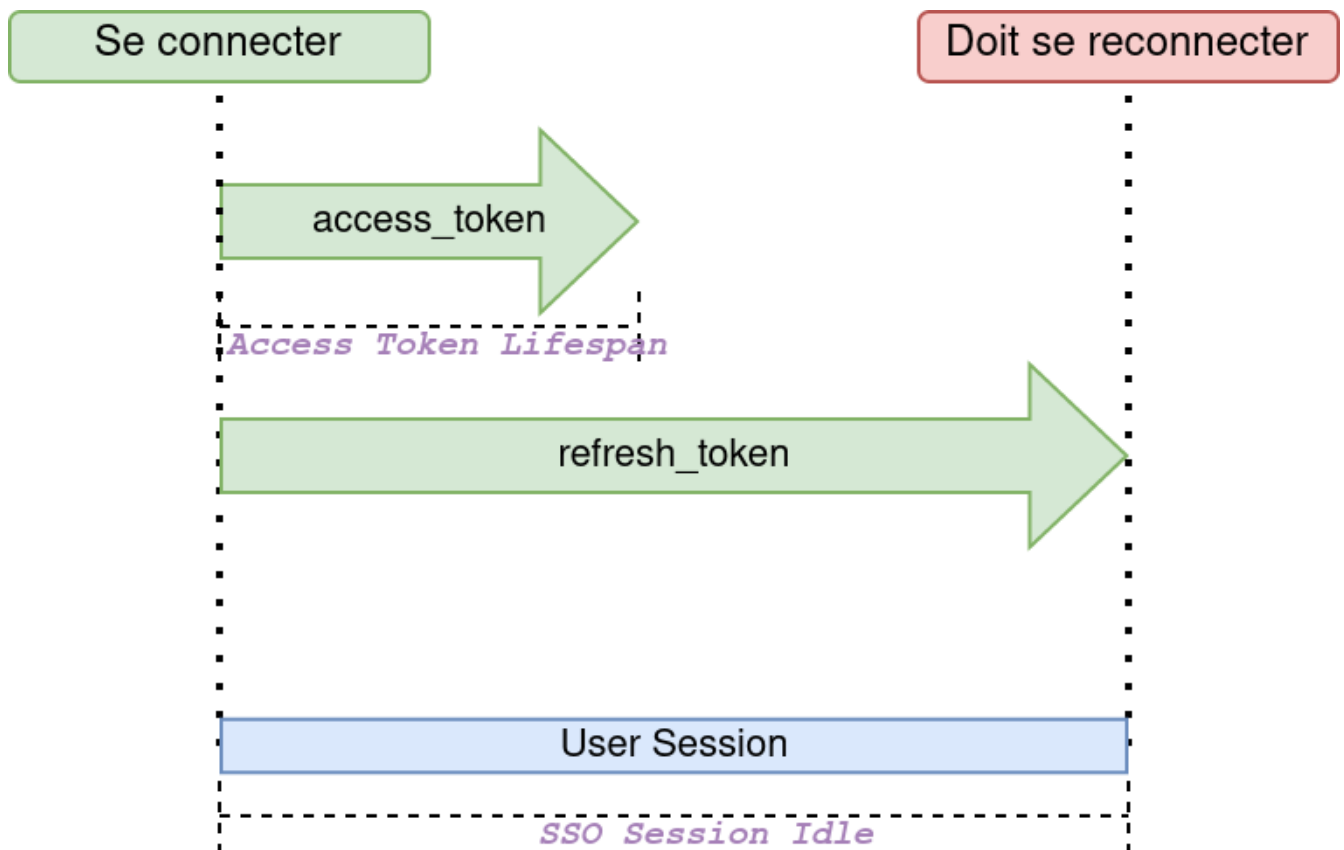 Se connecter
Doit se reconnecter
access_token
Access Token Lifespan
refresh_token
User Session
SSO Session Idle